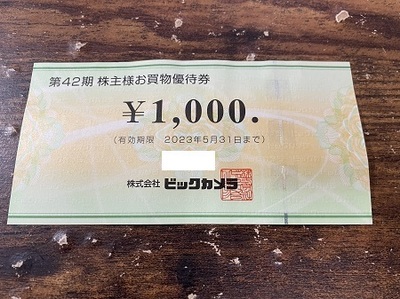 第42期 株主様お買物優待券
¥1,000.
(有効期限 2023年5月31日まで)
株式会社 ビックカメラ